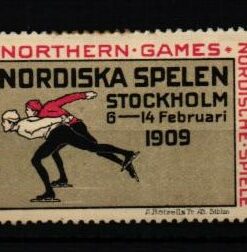 NORTHERN-GAMES-
NORDISKA SPELEN
STOCKHOLM
6—14 Februari
1909
NORDISCHE-SPIELE